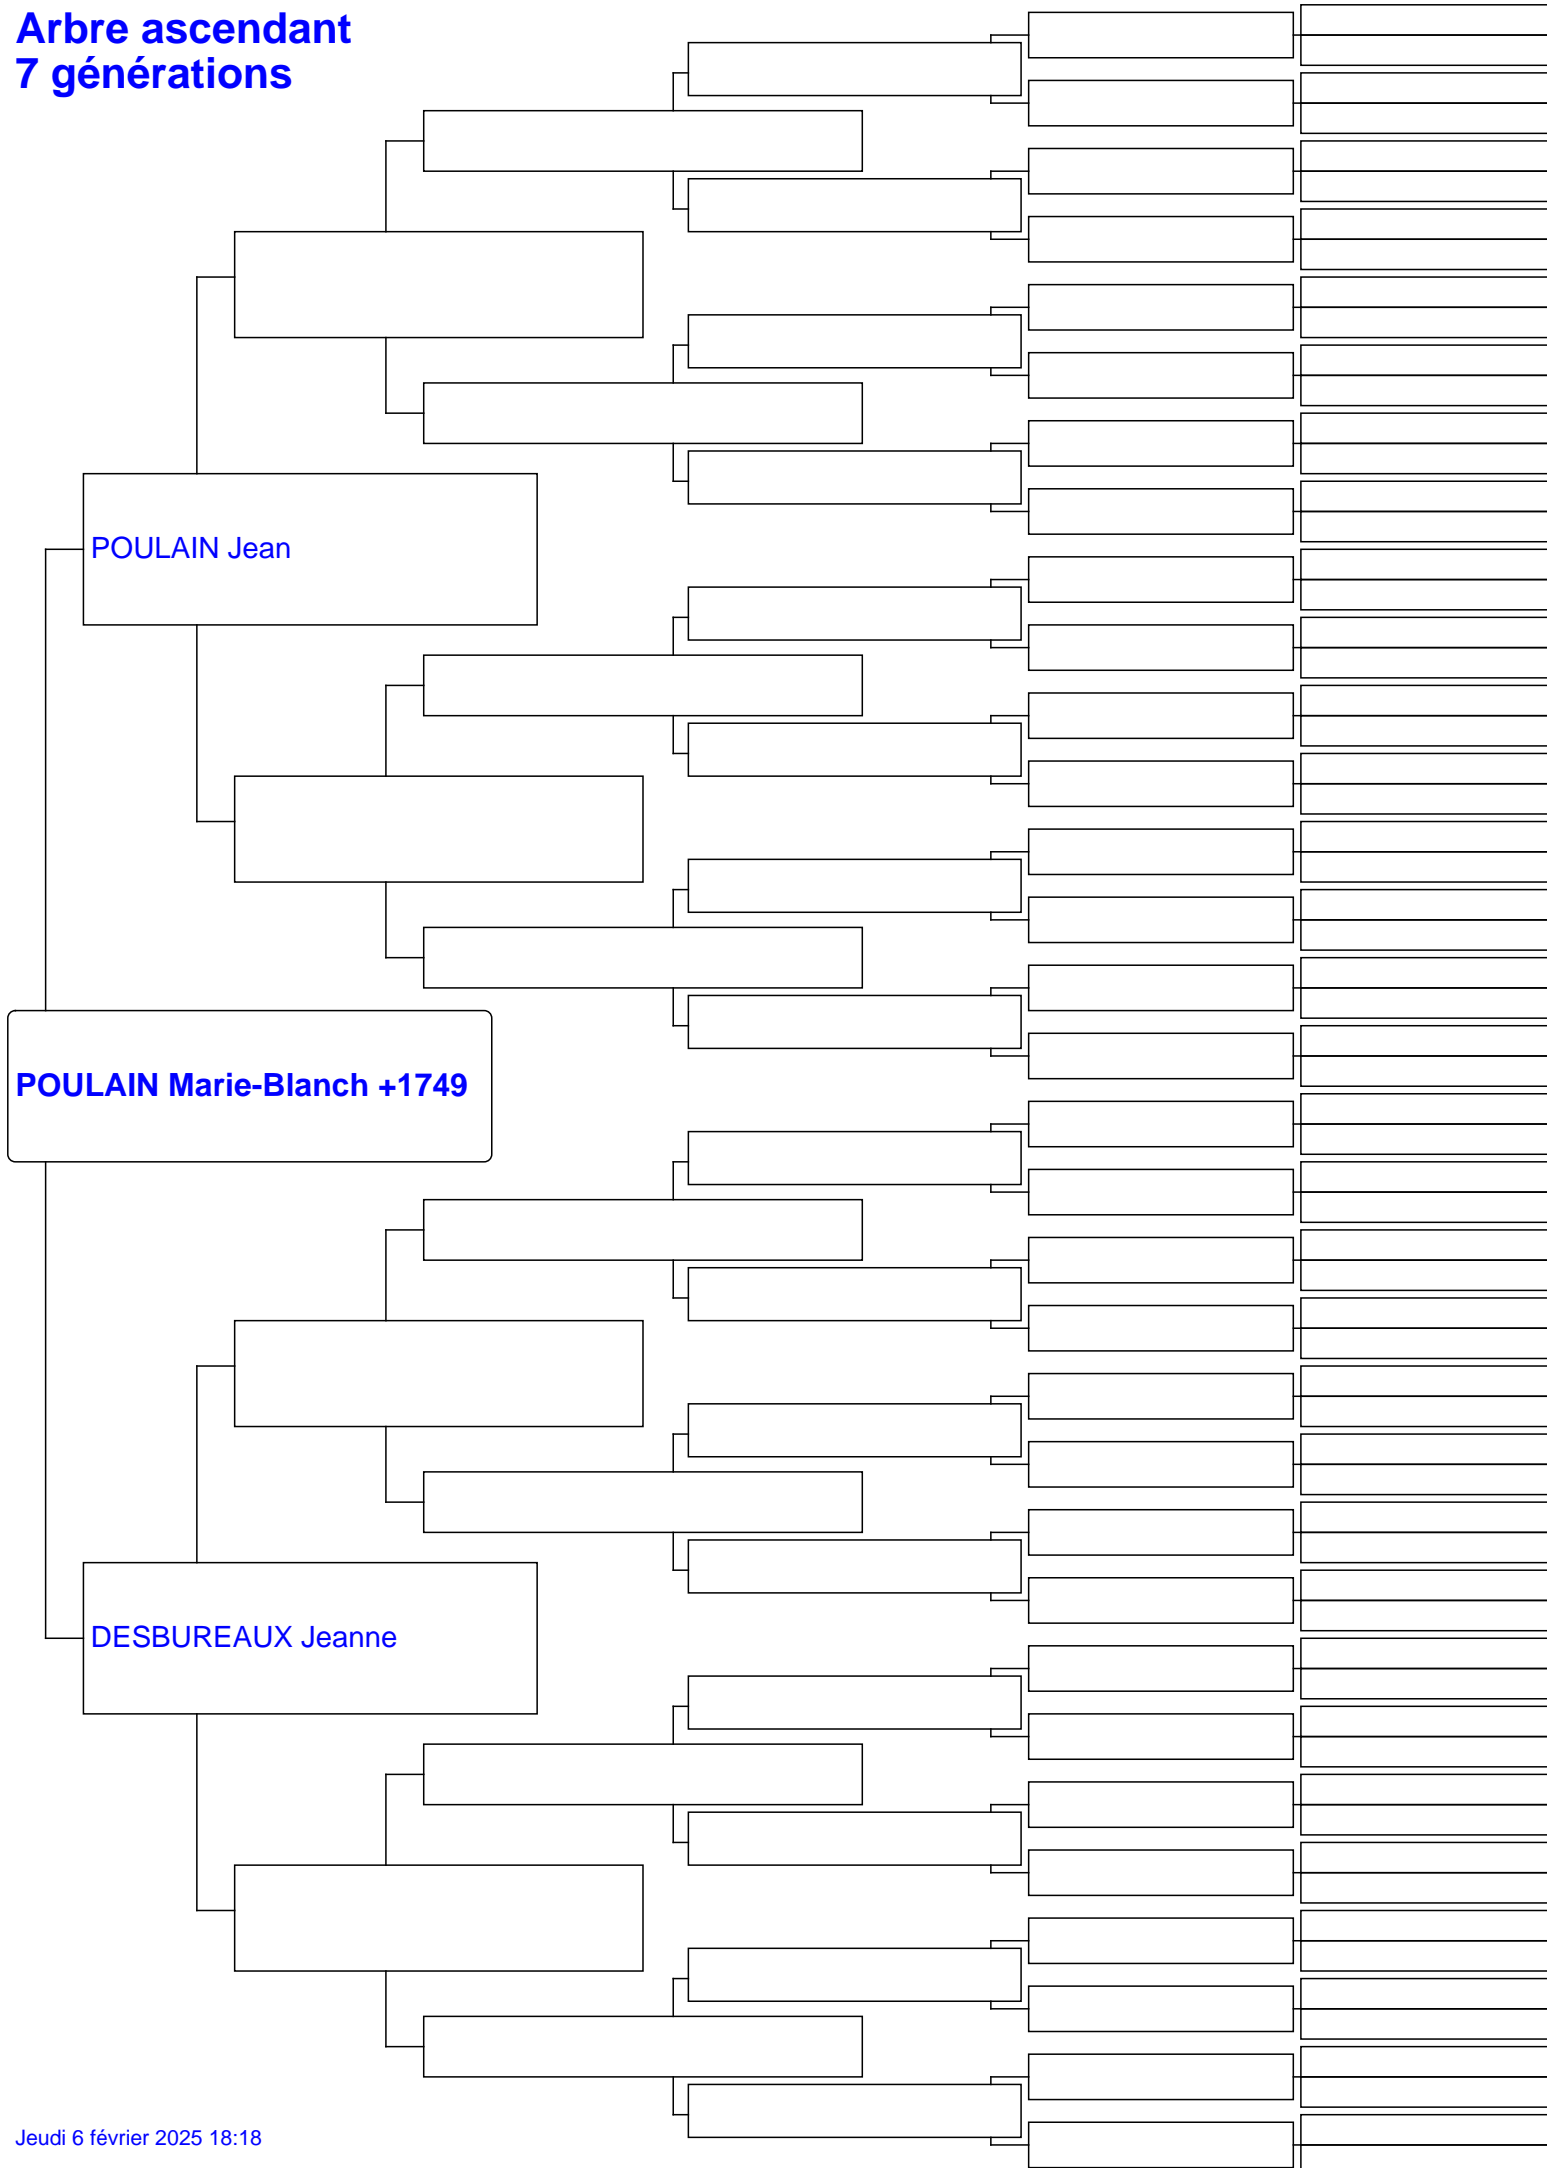 Arbre ascendant
7 générations
POULAIN Jean
POULAIN Marie-Blanch +1749
DESBUREAUX Jeanne
Jeudi 6 février 2025 18:18